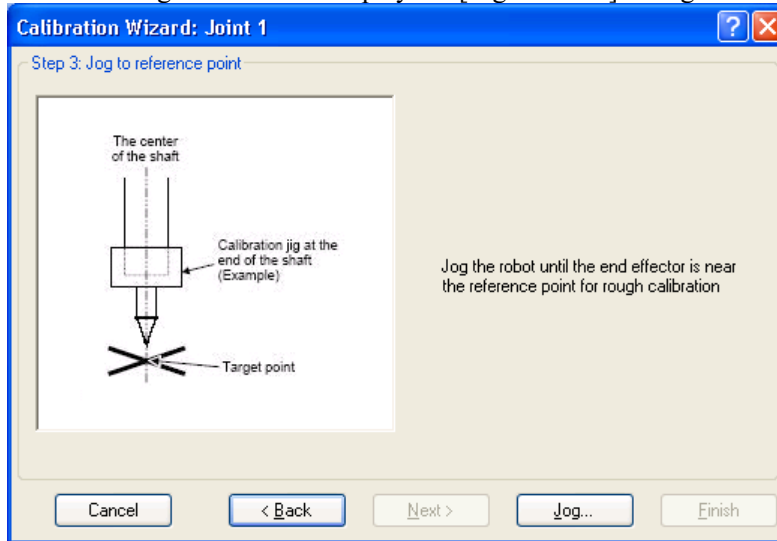 Calibration Wizard: Joint 1
Step 3: Jog to reference point
The center
of the shaft
Calibration jig at the
end of the shaft
(Example)
Target point
Jog the robot until the end effector is near
the reference point for rough calibration
Cancel
< Back
Next >
Jog...
Finish